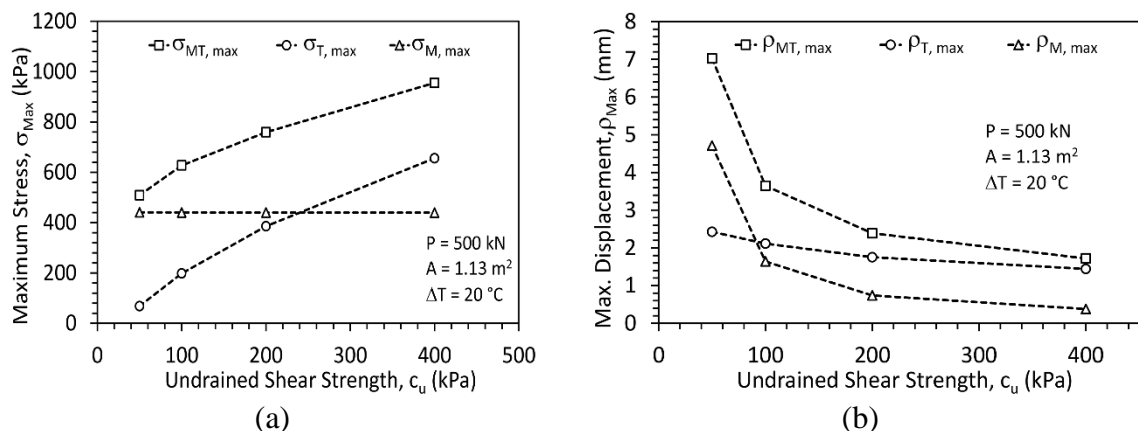 1200
1000
800
600
400
200
0
Maximum Stress, σMax (kPa)
σMT, max σT, max σM, max
P = 500 kN
A = 1.13 m²
ΔT = 20 °C
0 100 200 300 400 500
Undrained Shear Strength, cu (kPa)
(a)
8
7
6
5
4
3
2
1
0
Max. Displacement,ρMax (mm)
ρMT, max ρT, max ρM, max
P = 500 kN
A = 1.13 m²
ΔT = 20 °C
0 100 200 300 400
Undrained Shear Strength, cu (kPa)
(b)